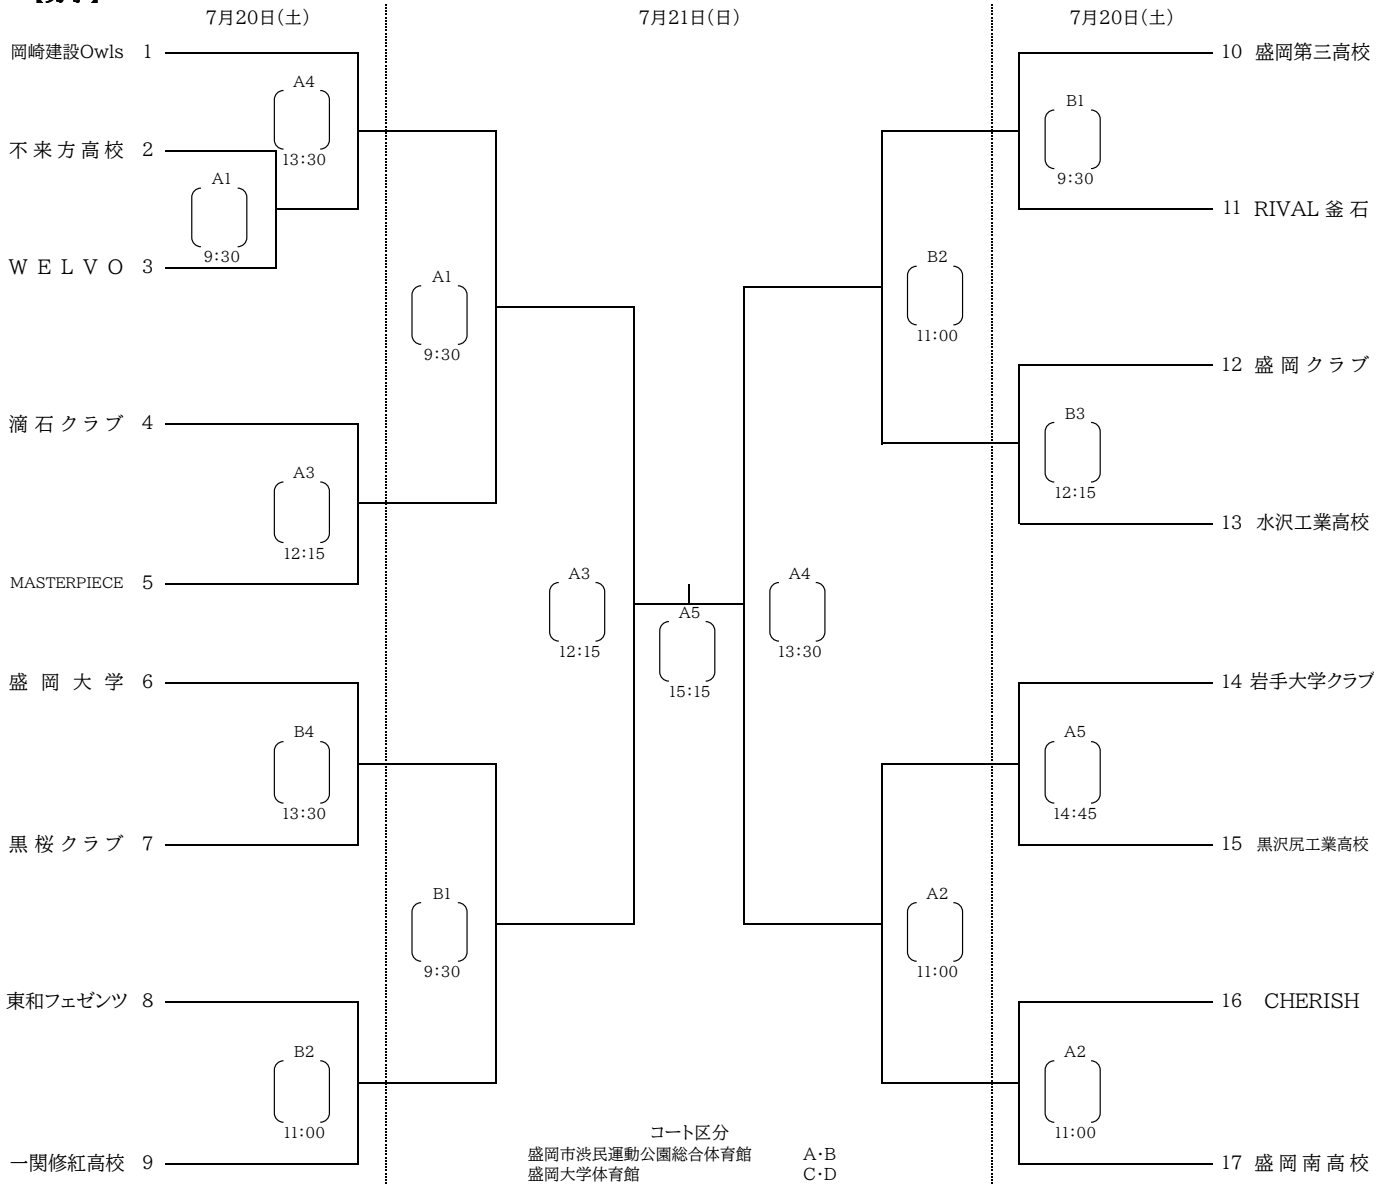 7月20日(土)
7月21日(日)
7月20日(土)
岡崎建設Owls 1
A4
13:30
不来方高校 2
A1
9:30
WELVO 3
A1
9:30
滴石クラブ 4
A3
12:15
MASTERPIECE 5
盛岡大学 6
B4
13:30
黒桜クラブ 7
B1
9:30
東和フェゼンツ 8
B2
11:00
一関修紅高校 9
A3
12:15
A5
15:15
A4
13:30
10 盛岡第三高校
B1
9:30
11 RIVAL釜石
B2
11:00
12 盛岡クラブ
B3
12:15
13 水沢工業高校
14 岩手大学クラブ
A5
14:45
15 黒沢尻工業高校
A2
11:00
16 CHERISH
A2
11:00
17 盛岡南高校
コート区分
盛岡市渋民運動公園総合体育館 A・B
盛岡大学体育館 C・D